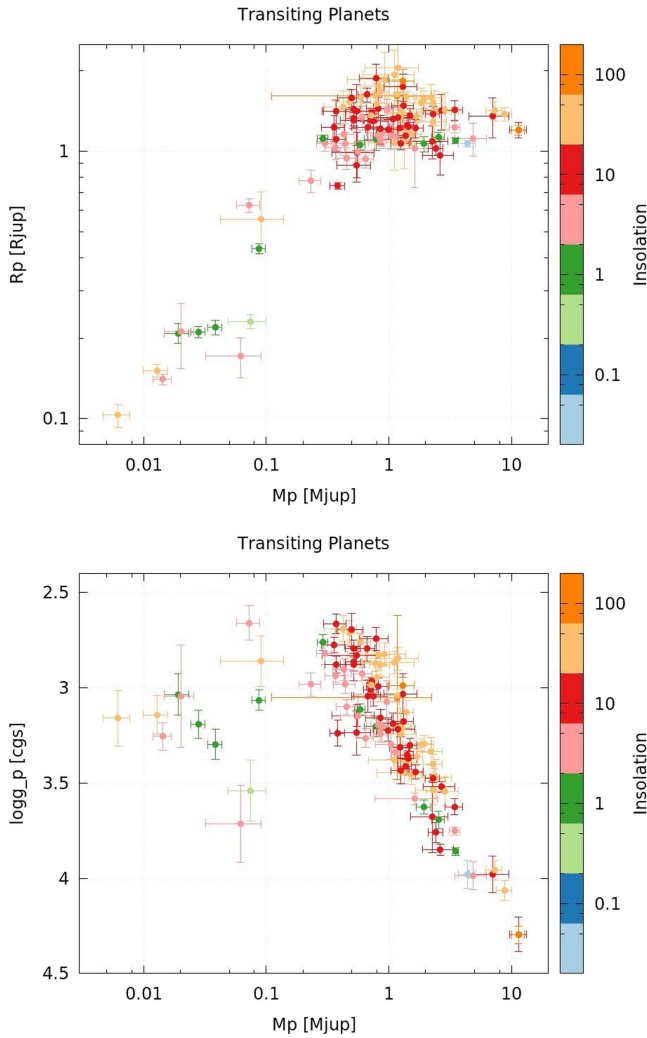 Transiting Planets
Rp [Rjup]
1
0.1
0.01
0.1
1
10
Mp [Mjup]
100
10
1
0.1
Insolation
Transiting Planets
logg_p [cgs]
2.5
3
3.5
4
4.5
0.01
0.1
1
10
Mp [Mjup]
100
10
1
0.1
Insolation